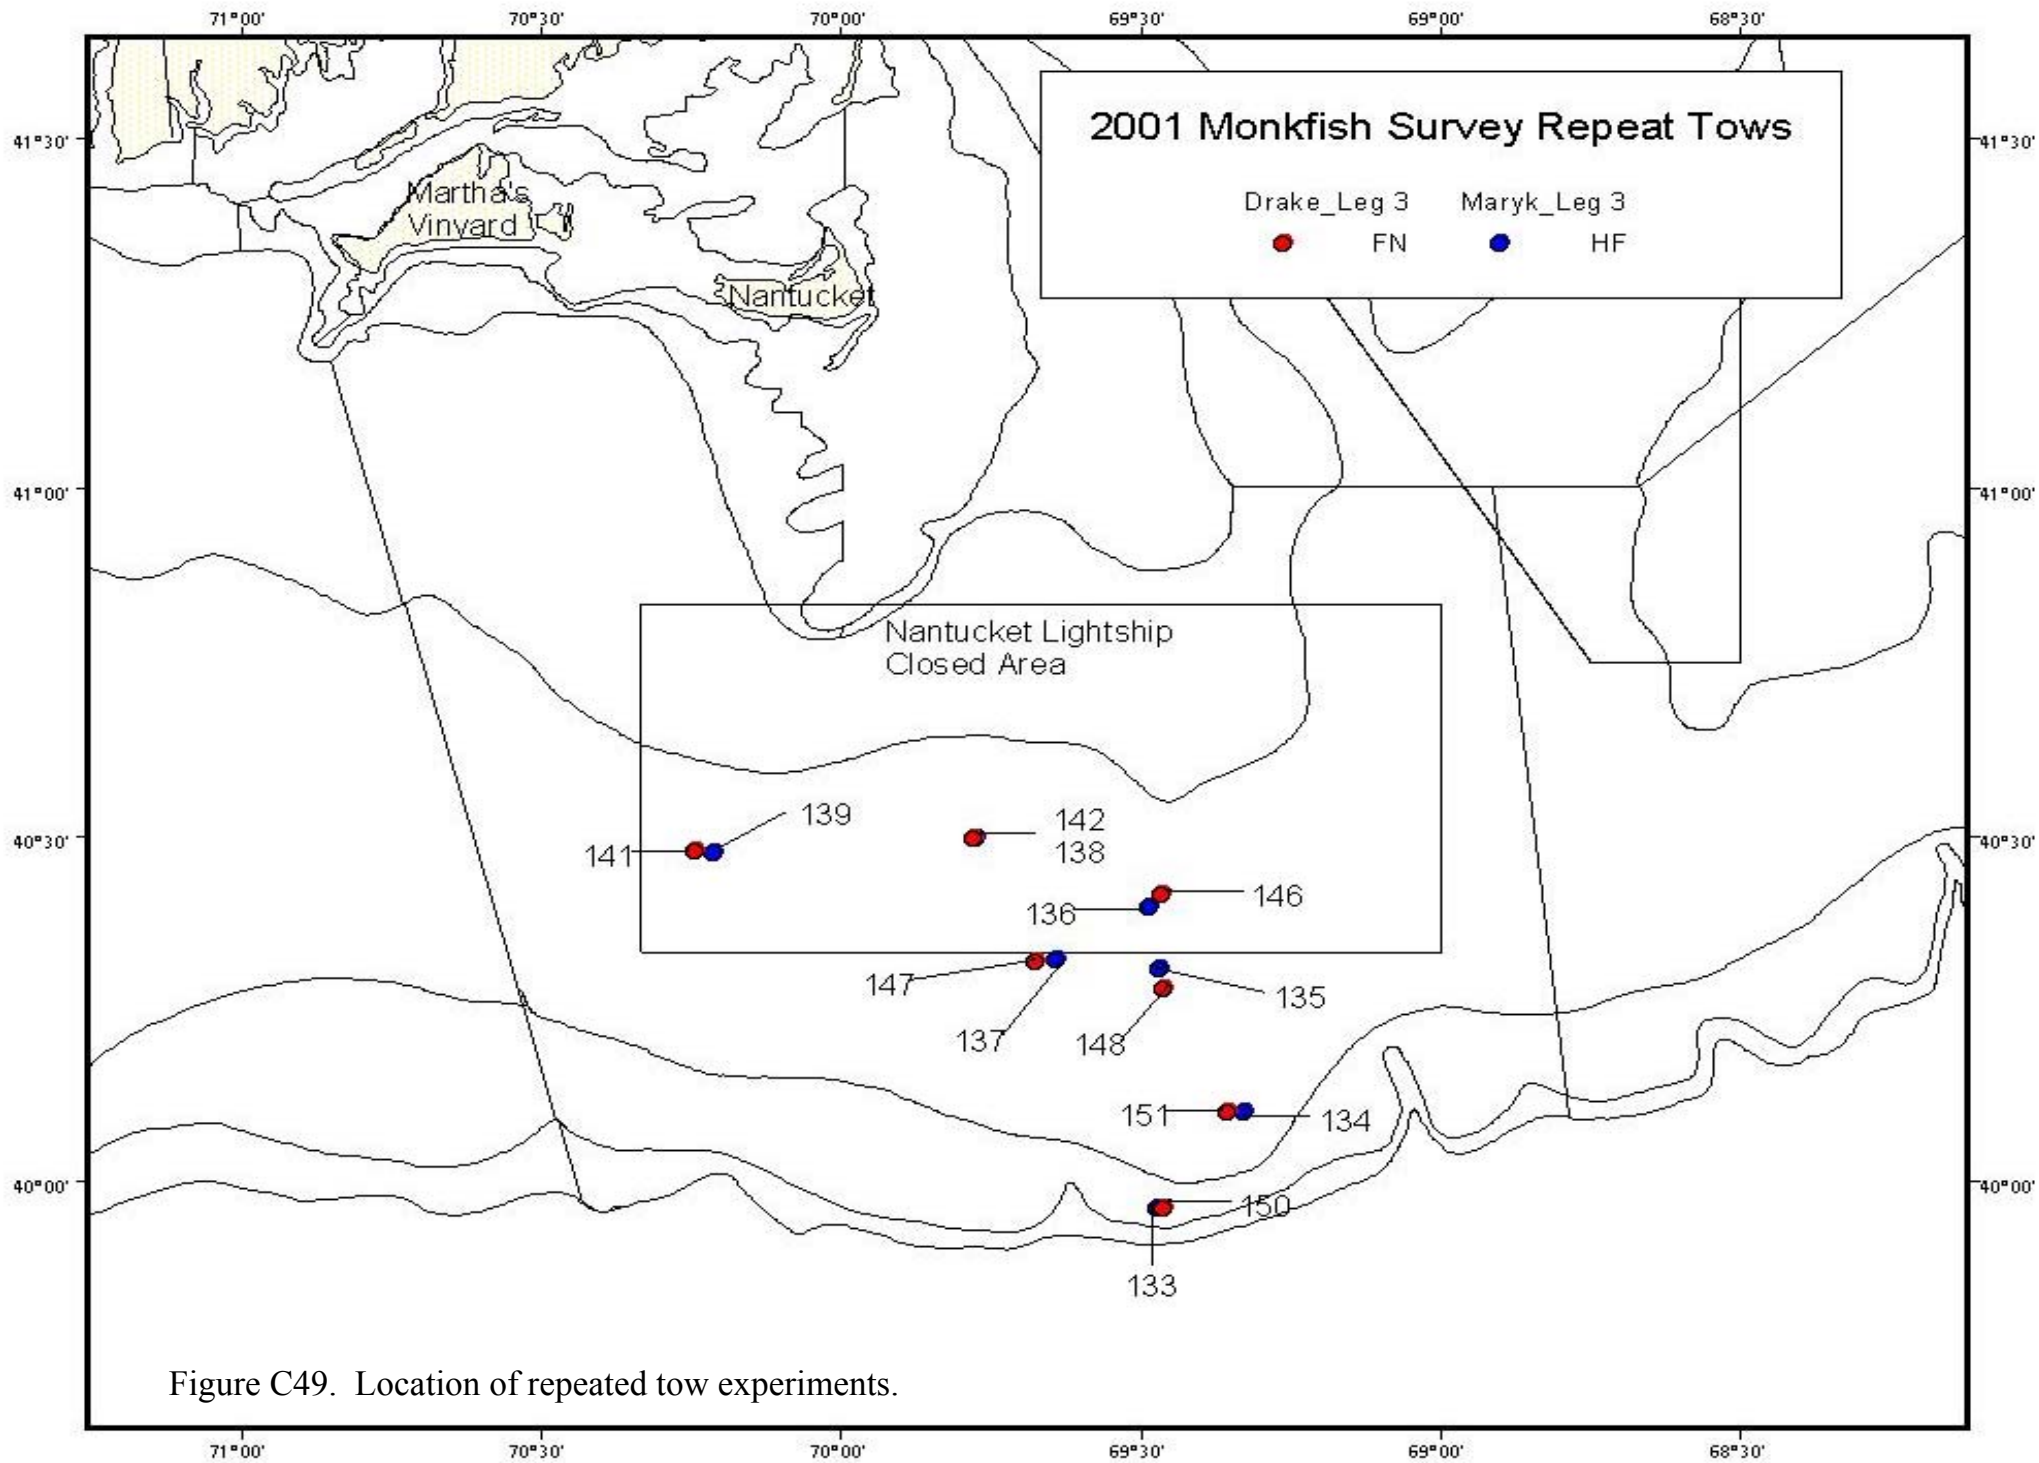 71°00' 70°30' 70°00' 69°30' 69°00' 68°30'
2001 Monkfish Survey Repeat Tows
41°30' 41°30'
Drake_Leg 3 Maryk_Leg 3
FN HF
Martha's
Vinyard
Nantucket
41°00' 41°00'
Nantucket Lightship
Closed Area
139
142
40°30' 40°30'
141
138
146
136
147
135
137
148
151
134
40°00' 40°00'
150
133
Figure C49. Location of repeated tow experiments.
71°00' 70°30' 70°00' 69°30' 69°00' 68°30'